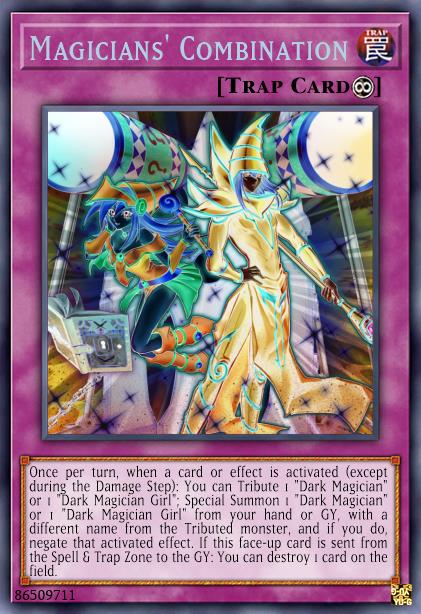 Magicians' Combination
TRAP
罠
[Trap Card]
Once per turn, when a card or effect is activated (except
during the Damage Step): You can Tribute 1 "Dark Magician"
or 1 "Dark Magician Girl"; Special Summon 1 "Dark Magician"
or 1 "Dark Magician Girl" from your hand or GY, with a
different name from the Tributed monster, and if you do,
negate that activated effect. If this face-up card is sent
from the Spell & Trap Zone to the GY: You can destroy 1 card on the
field.
86509711